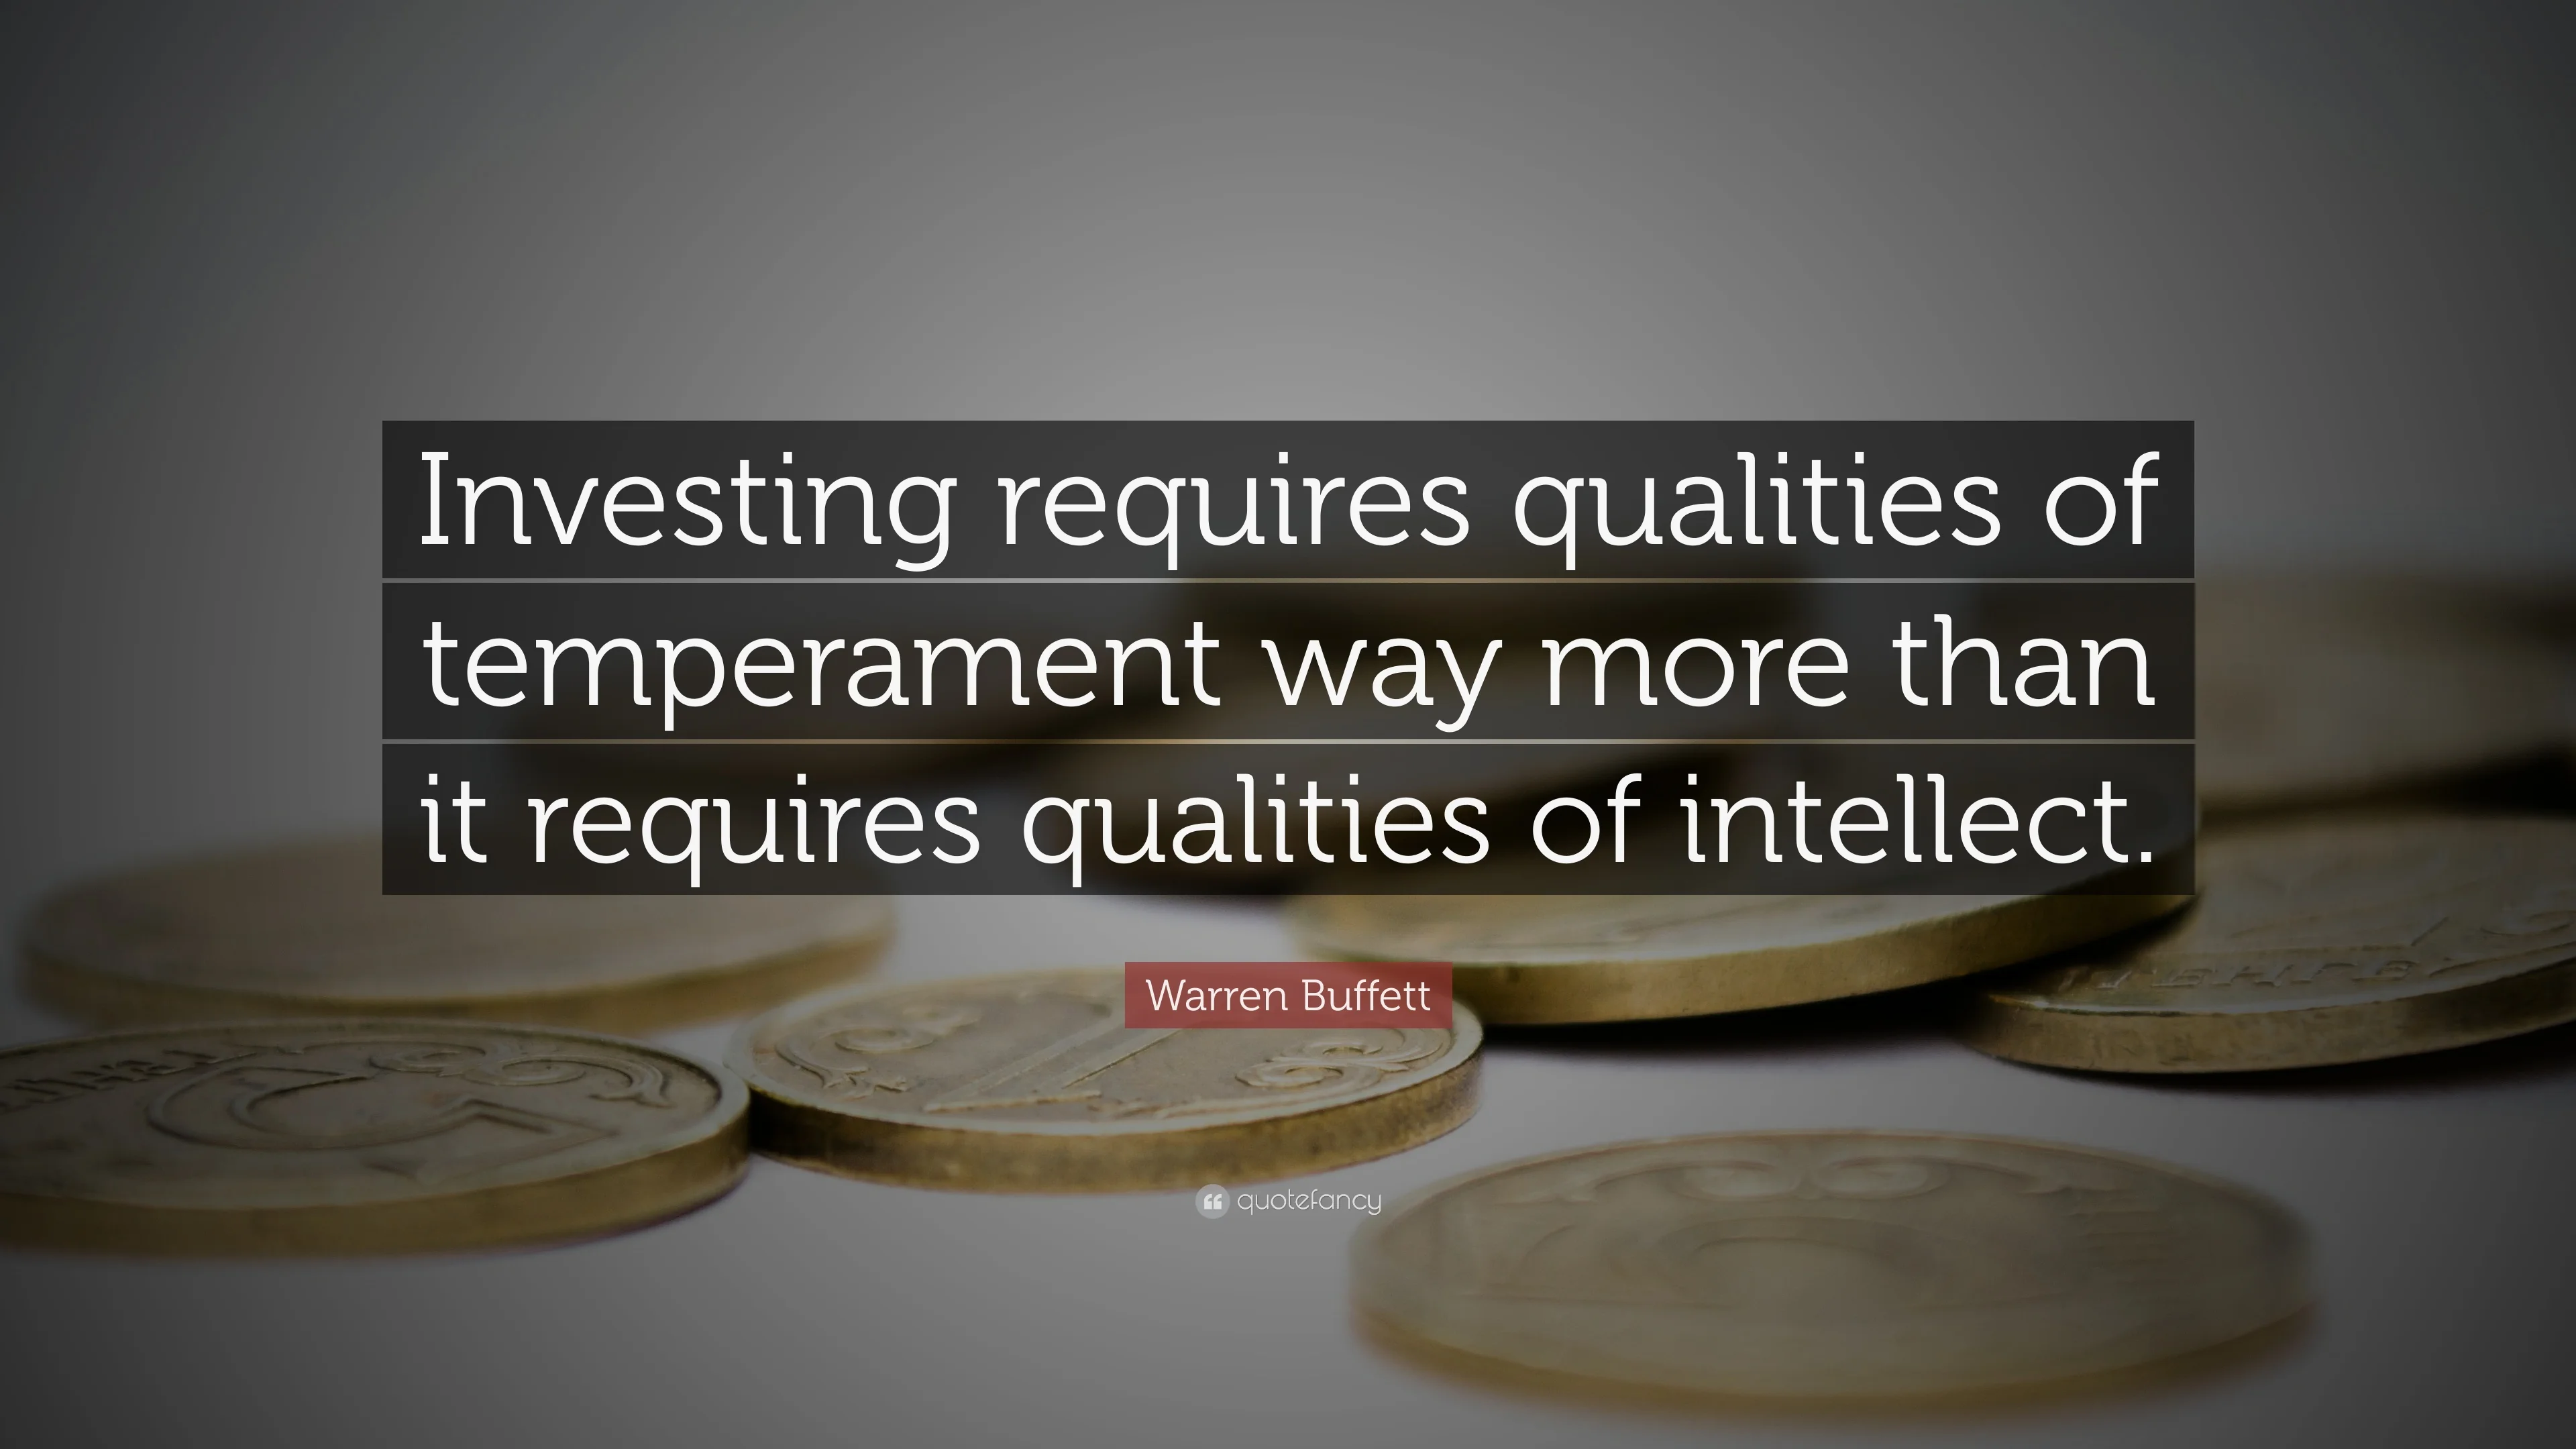 Investing requires qualities of
temperament way more than
it requires qualities of intellect.
Warren Buffett
quotefancy